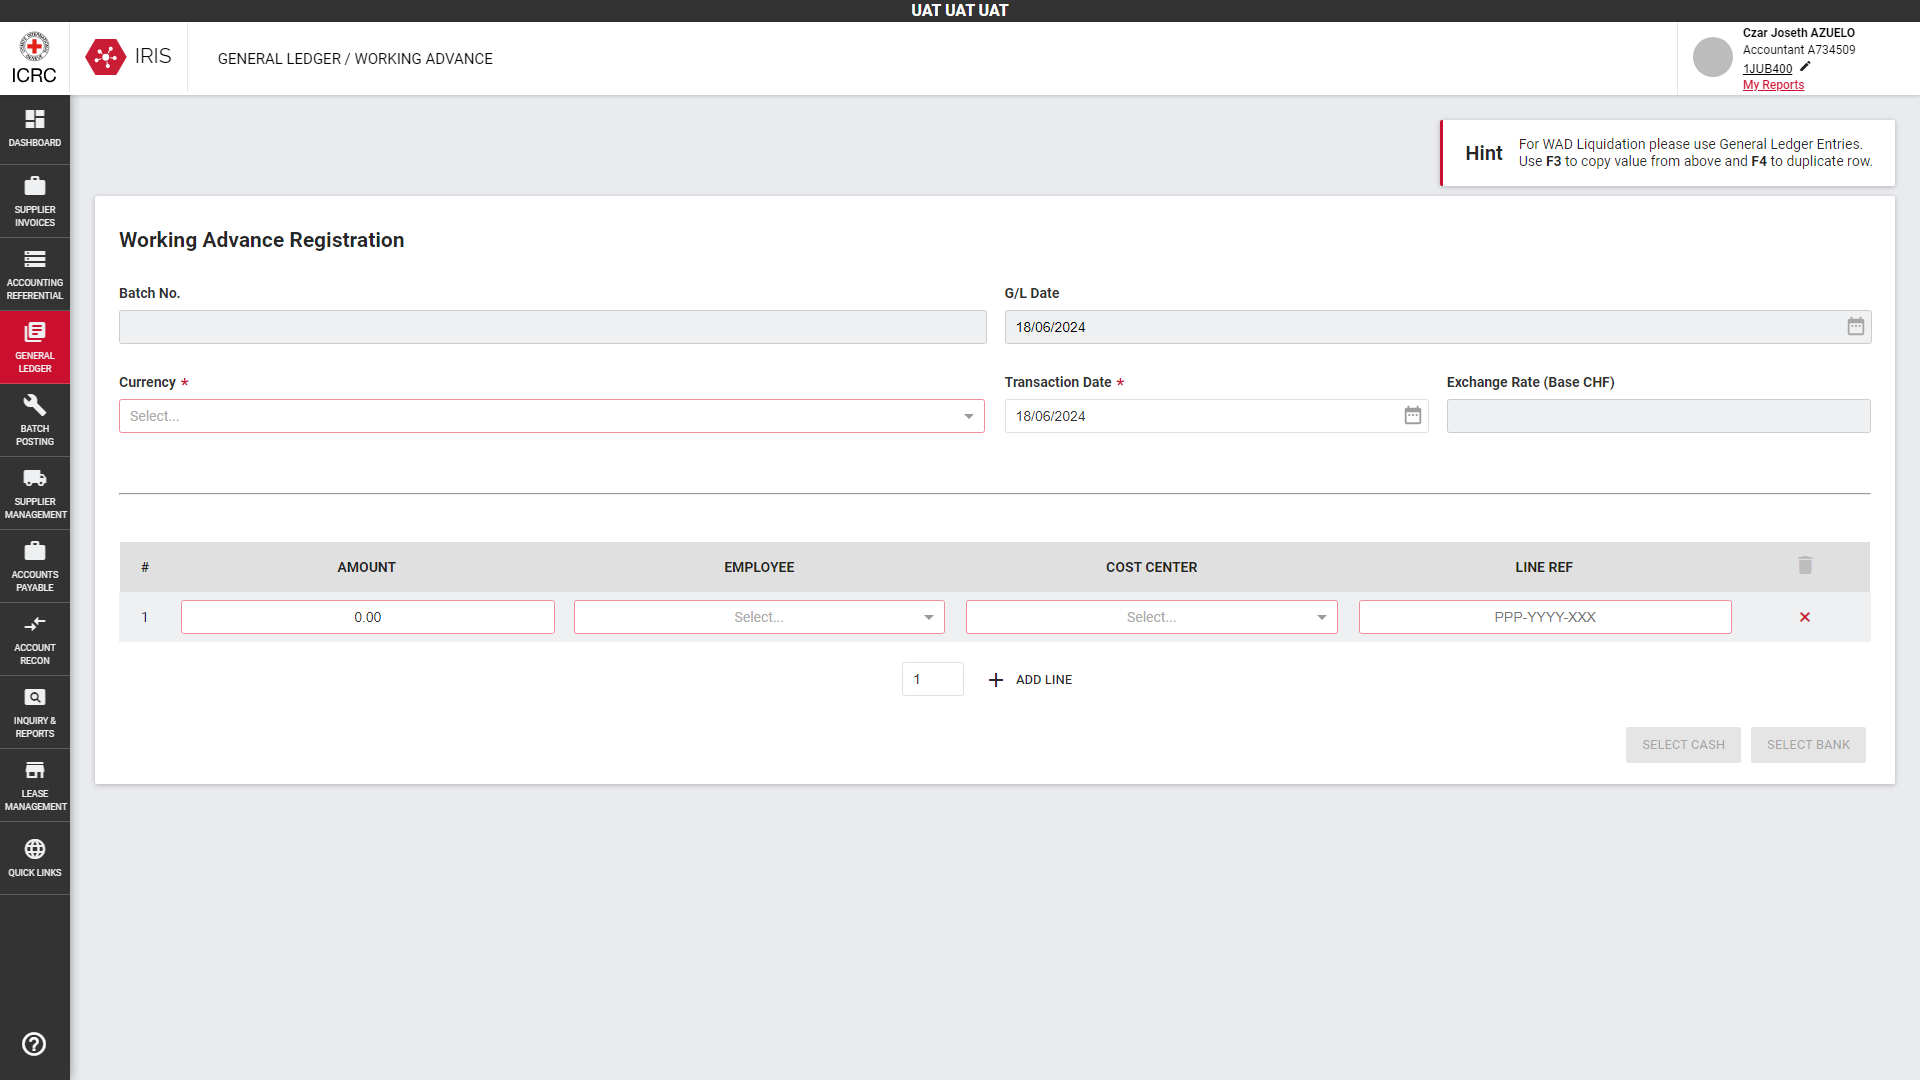 UAT UAT UAT
ICRC
IRIS
GENERAL LEDGER / WORKING ADVANCE
Czar Joseth AZUELO
Accountant A734509
1JUB400
My Reports
DASHBOARD
SUPPLIER
INVOICES
ACCOUNTING
REFERENTIAL
GENERAL
LEDGER
BATCH
POSTING
SUPPLIER
MANAGEMENT
ACCOUNTS
PAYABLE
ACCOUNT
RECON
INQUIRY &
REPORTS
LEASE
MANAGEMENT
QUICK LINKS
Hint
For WAD Liquidation please use General Ledger Entries.
Use F3 to copy value from above and F4 to duplicate row.
Working Advance Registration
Batch No.
G/L Date
18/06/2024
Currency *
Transaction Date *
Exchange Rate (Base CHF)
Select...
18/06/2024
# AMOUNT EMPLOYEE COST CENTER LINE REF
1 0.00 Select... Select... PPP-YYYY-XXX
1 ADD LINE
SELECT CASH SELECT BANK